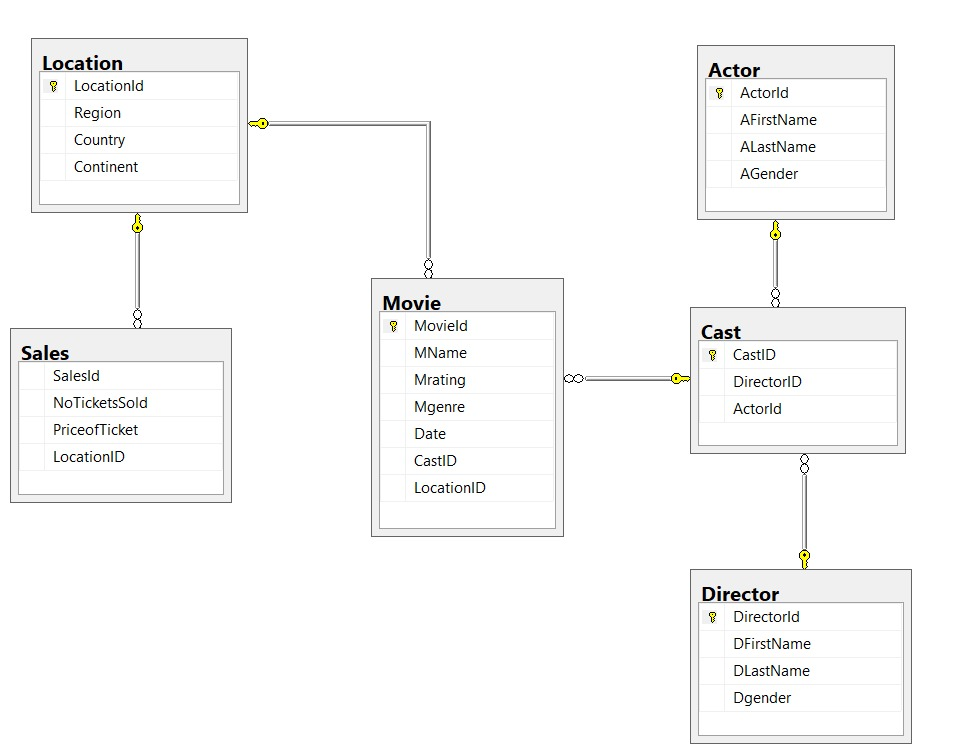 Location
LocationId
Region
Country
Continent
Sales
SalesId
NoTicketsSold
PriceofTicket
LocationID
Movie
MovieId
MName
Mrating
Mgenre
Date
CastID
LocationID
Actor
ActorId
AFirstName
ALastName
AGender
Cast
CastID
DirectorID
ActorId
Director
DirectorId
DFirstName
DLastName
Dgender